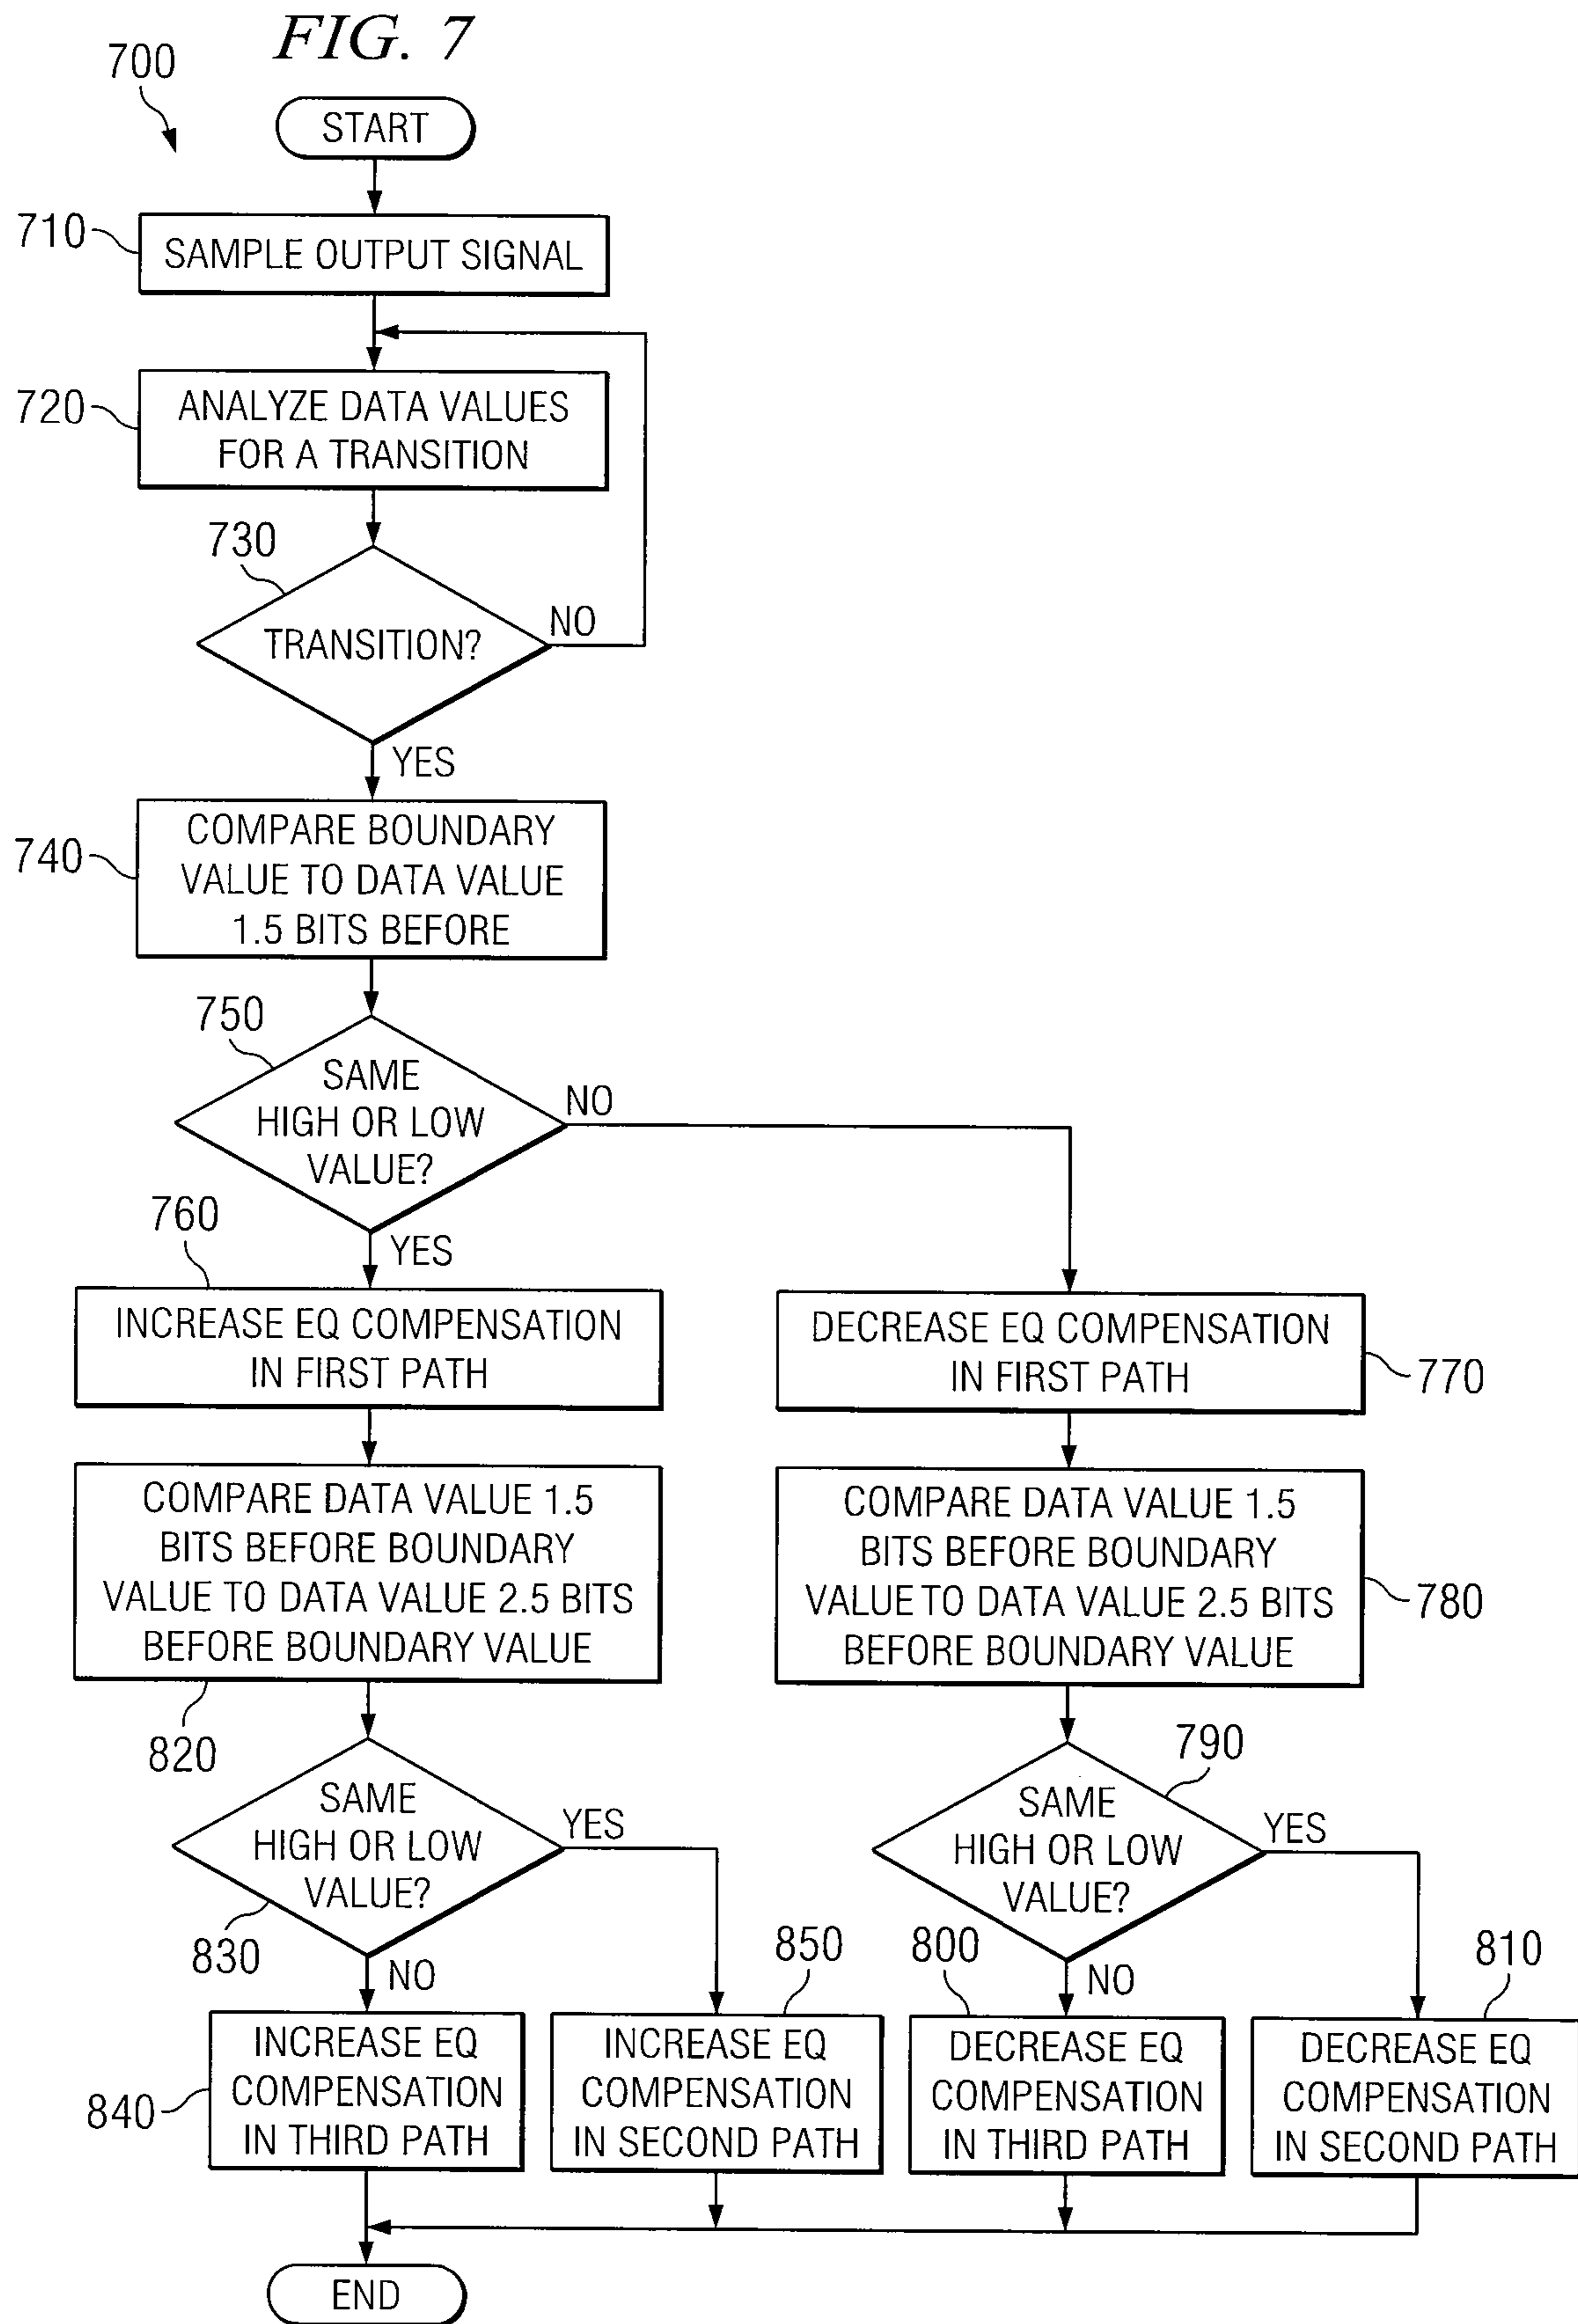 FIG. 7
700
START
710
SAMPLE OUTPUT SIGNAL
720
ANALYZE DATA VALUES
FOR A TRANSITION
730
TRANSITION?
NO
YES
740
COMPARE BOUNDARY
VALUE TO DATA VALUE
1.5 BITS BEFORE
750
SAME
HIGH OR LOW
VALUE?
NO
YES
760
INCREASE EQ COMPENSATION
IN FIRST PATH
DECREASE EQ COMPENSATION
IN FIRST PATH
770
COMPARE DATA VALUE 1.5
BITS BEFORE BOUNDARY
VALUE TO DATA VALUE 2.5 BITS
BEFORE BOUNDARY VALUE
820
COMPARE DATA VALUE 1.5
BITS BEFORE BOUNDARY
VALUE TO DATA VALUE 2.5 BITS
BEFORE BOUNDARY VALUE
780
SAME
HIGH OR LOW
VALUE?
830
YES
NO
790
SAME
HIGH OR LOW
VALUE?
YES
NO
840
INCREASE EQ
COMPENSATION
IN THIRD PATH
850
INCREASE EQ
COMPENSATION
IN SECOND PATH
800
DECREASE EQ
COMPENSATION
IN THIRD PATH
810
DECREASE EQ
COMPENSATION
IN SECOND PATH
END